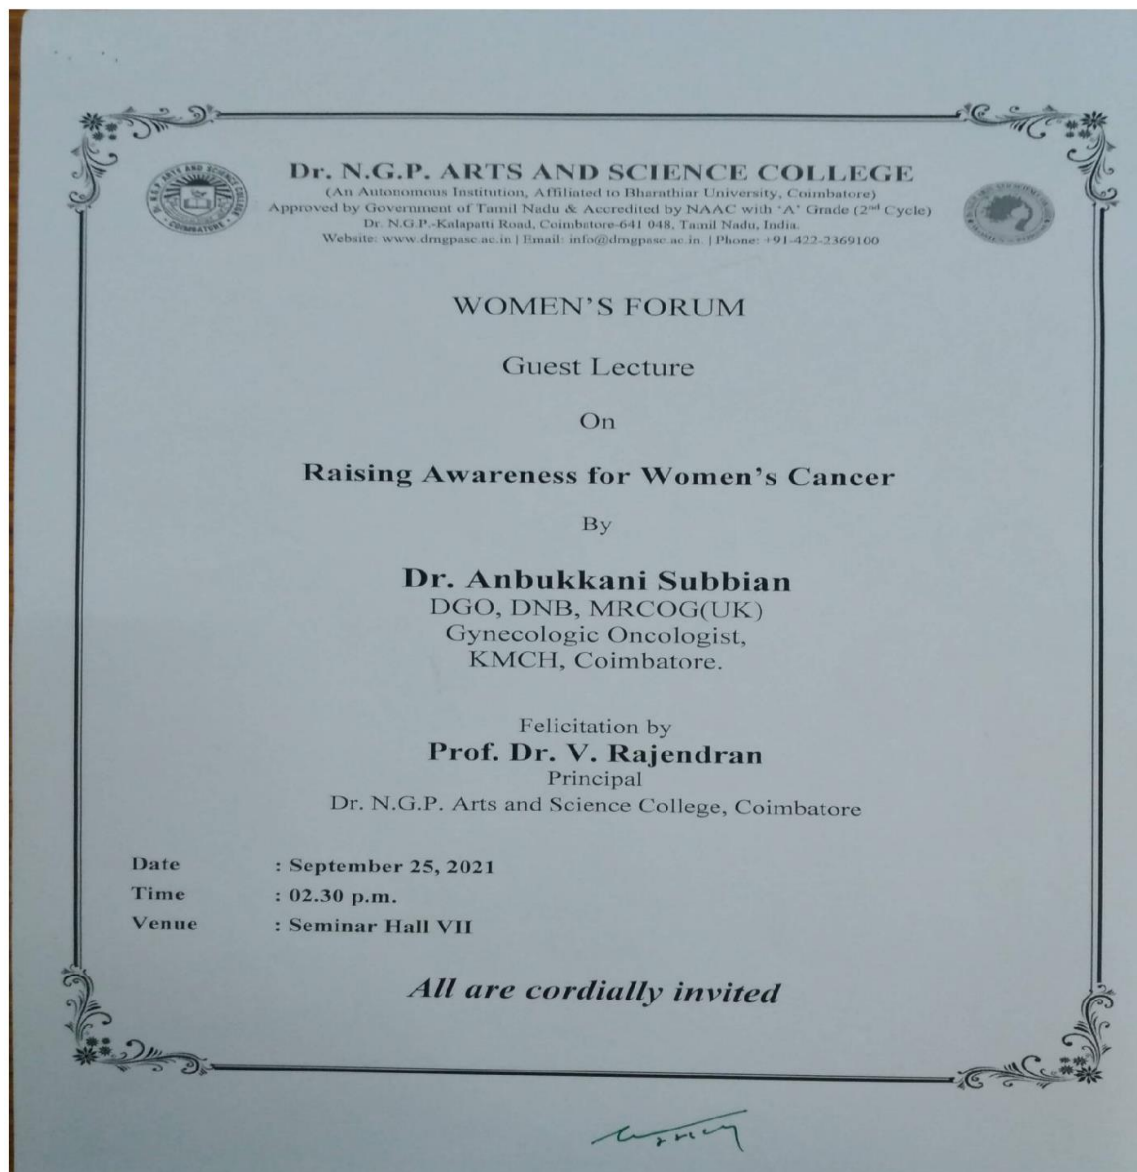 Dr. N.G.P. ARTS AND SCIENCE COLLEGE
(An Autonomous Institution, Affiliated to Bharathiar University, Coimbatore)
Approved by Government of Tamil Nadu & Accredited by NAAC with 'A' Grade (2nd Cycle)
Dr. N.G.P.-Kalapatti Road, Coimbatore-641 048, Tamil Nadu, India.
Website: www.drngpasc.ac.in | Email: info@drngpasc.ac.in. | Phone: +91-422-2369100
WOMEN'S FORUM
Guest Lecture
On
Raising Awareness for Women's Cancer
By
Dr. Anbukkani Subbian
DGO, DNB, MRCOG(UK)
Gynecologic Oncologist,
KMCH, Coimbatore.
Felicitation by
Prof. Dr. V. Rajendran
Principal
Dr. N.G.P. Arts and Science College, Coimbatore
Date : September 25, 2021
Time : 02.30 p.m.
Venue : Seminar Hall VII
All are cordially invited